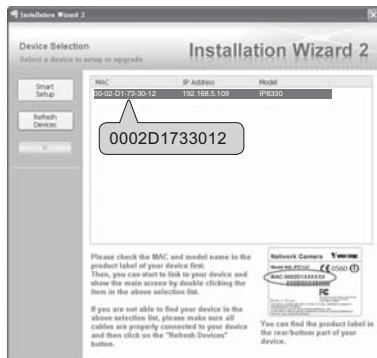 Installation Wizard 2
Device Selection
Select a device to setup or upgrade
Installation Wizard 2
Smart
Setup
Refresh
Devices
MAC IP Address Model
00-02-D1-73-30-12 192.168.5.109 IP8330
0002D1733012
Please check the MAC and model name in the
product label of your device first.
Then, you can start to link to your device and
show the main screen by double clicking the
item in the above selection list.
If you are not able to find your device in the
above selection list, please make sure all
cables are properly connected to your device
and then click on the "Refresh Devices"
button.
Network Camera
0560
FC
You can find the product label in
the rear/bottom part of your
device.